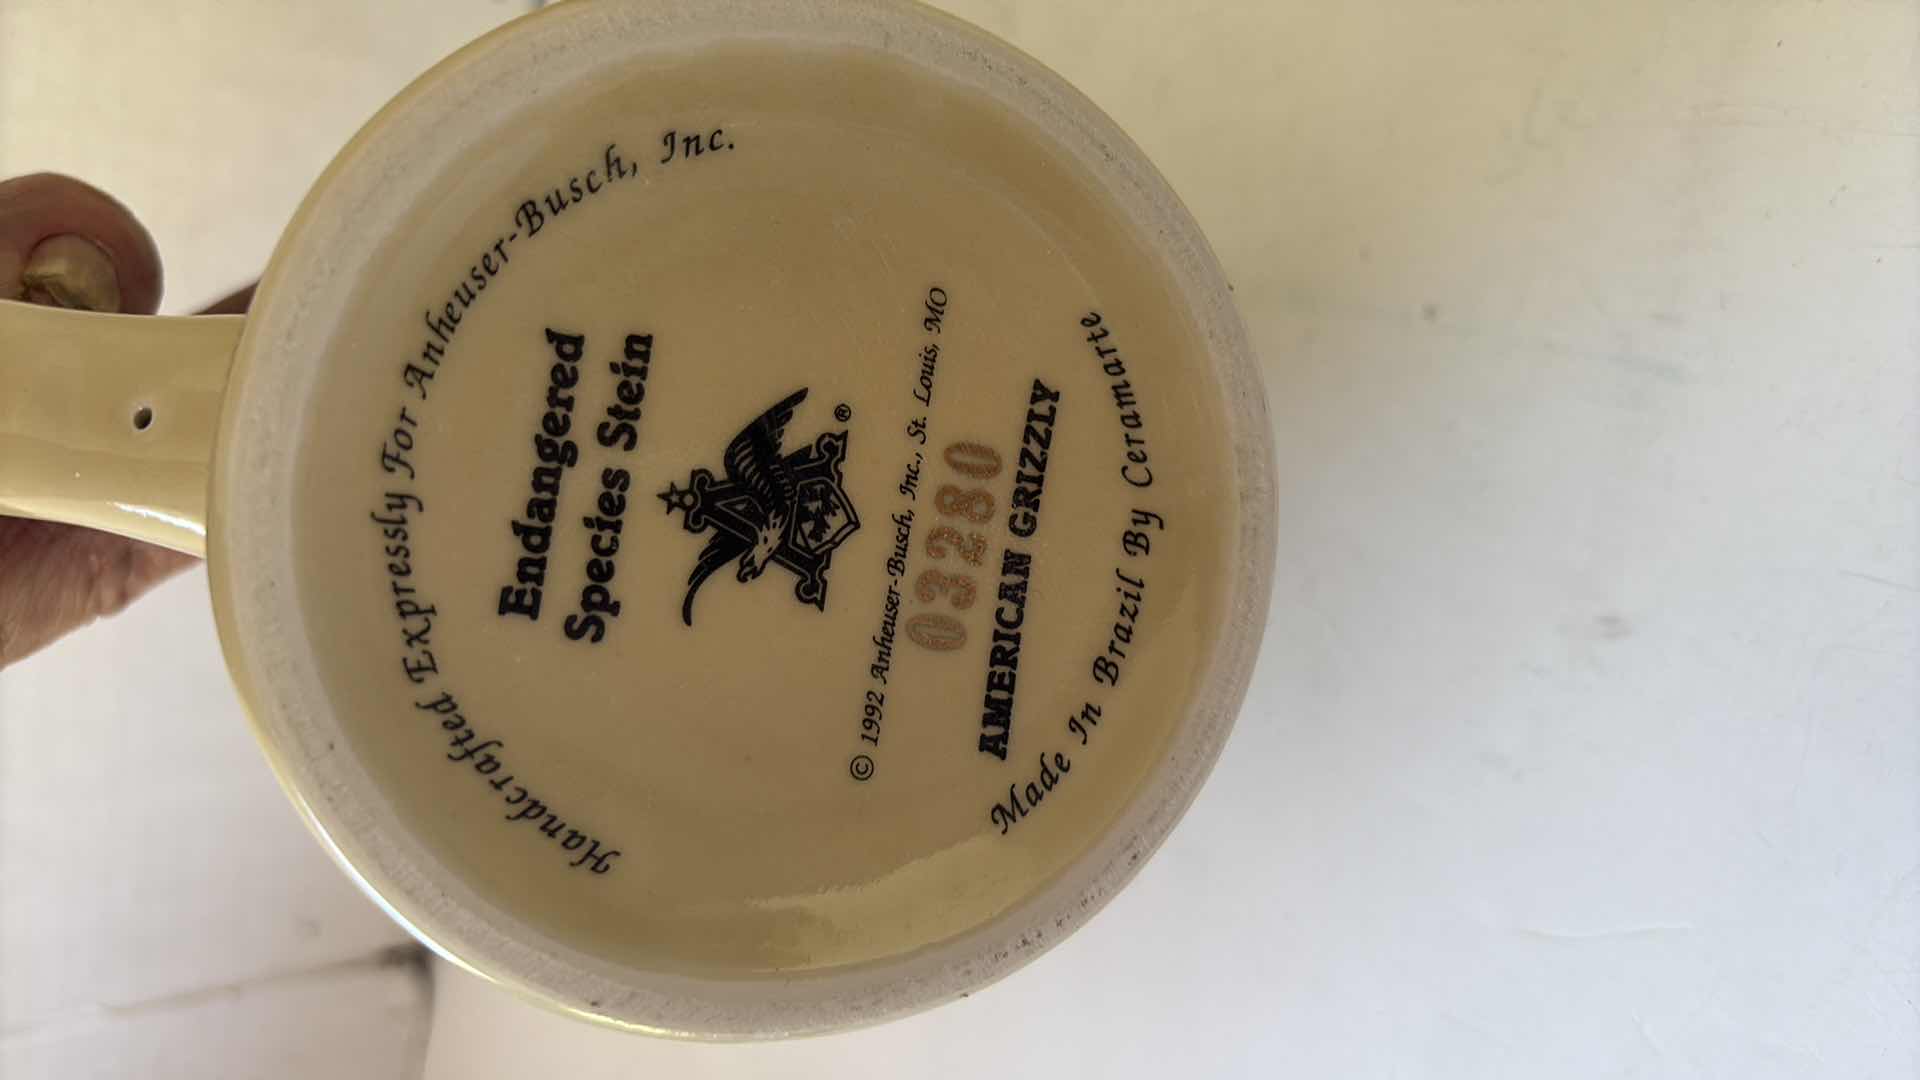 Handcrafted Expressly For Anheuser-Busch, Inc.
Endangered
Species Stein
®
© 1992 Anheuser-Busch, Inc., St. Louis, MO
03280
AMERICAN GRIZZLY
Made In Brazil By Ceramarte